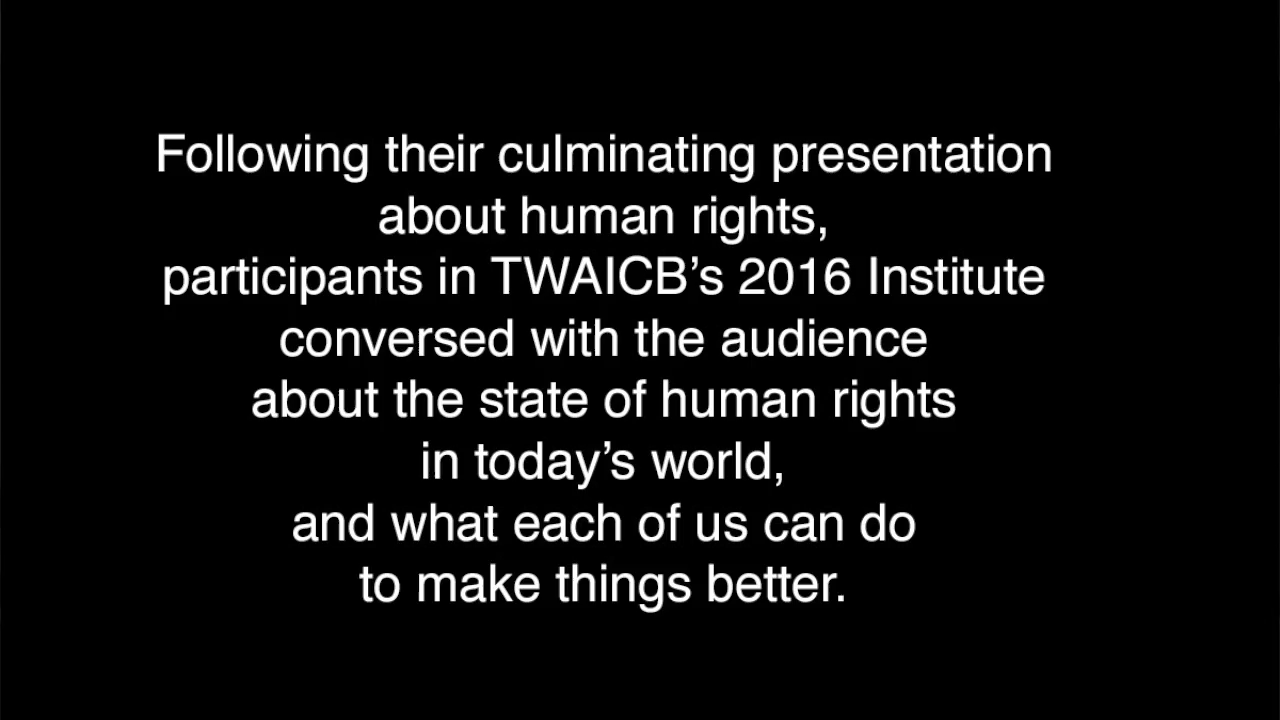 Following their culminating presentation
about human rights,
participants in TWAICB’s 2016 Institute
conversed with the audience
about the state of human rights
in today’s world,
and what each of us can do
to make things better.